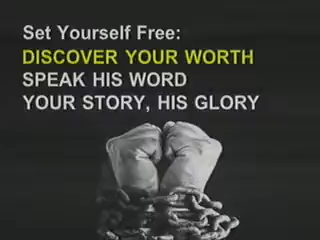 Set Yourself Free:
DISCOVER YOUR WORTH
SPEAK HIS WORD
YOUR STORY, HIS GLORY